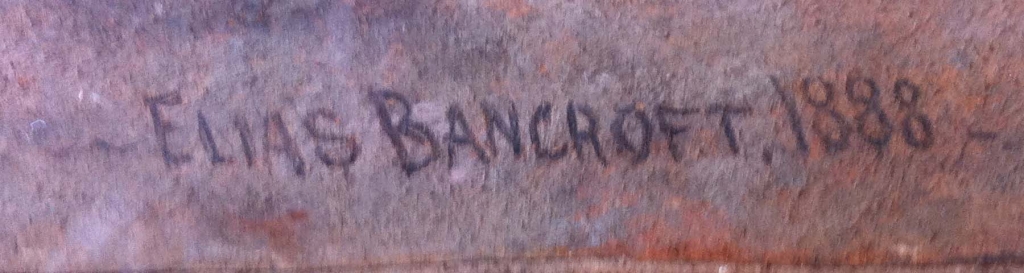 ~ ELIAS BANCROFT. 1888 ~